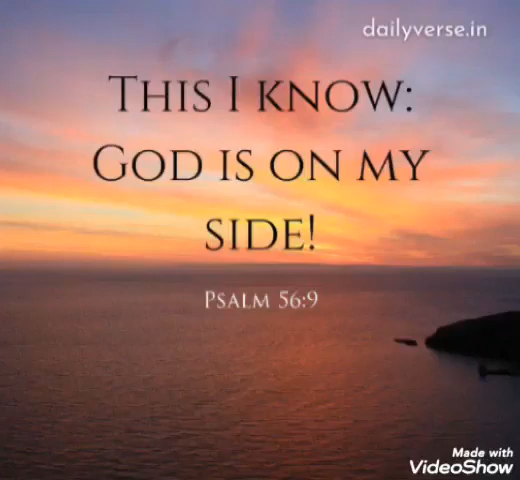 dailyverse.in
THIS I KNOW:
GOD IS ON MY
SIDE!
PSALM 56:9
Made with
VideoShow